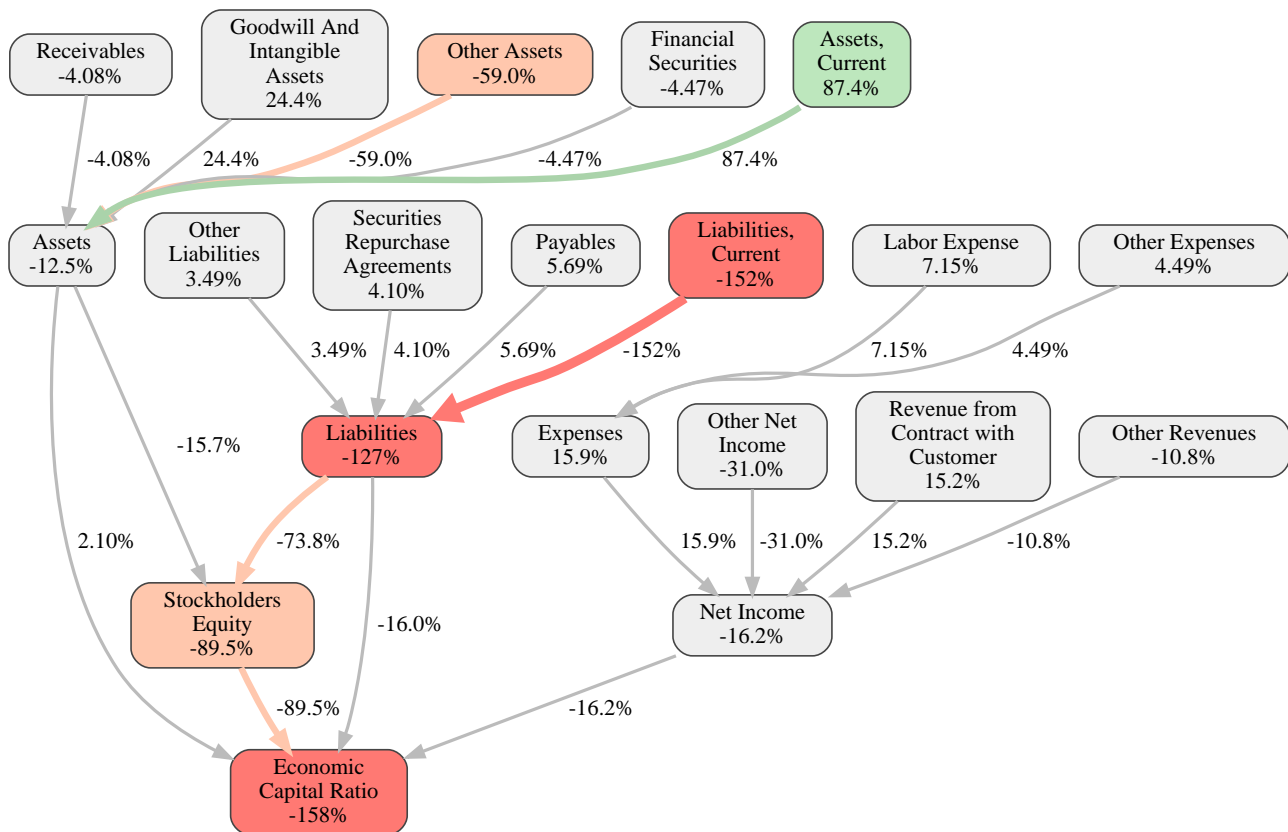 Receivables
-4.08%
Goodwill And
Intangible
Assets
24.4%
Other Assets
-59.0%
Financial
Securities
-4.47%
Assets,
Current
87.4%
-4.08%
24.4%
-59.0%
-4.47%
87.4%
Assets
-12.5%
Other
Liabilities
3.49%
Securities
Repurchase
Agreements
4.10%
Payables
5.69%
Liabilities,
Current
-152%
Labor Expense
7.15%
Other Expenses
4.49%
3.49%
4.10%
5.69%
-152%
7.15%
4.49%
Liabilities
-127%
Expenses
15.9%
Other Net
Income
-31.0%
Revenue from
Contract with
Customer
15.2%
Other Revenues
-10.8%
-15.7%
2.10%
-73.8%
15.9%
-31.0%
15.2%
-10.8%
Stockholders
Equity
-89.5%
-16.0%
Net Income
-16.2%
-89.5%
-16.2%
Economic
Capital Ratio
-158%